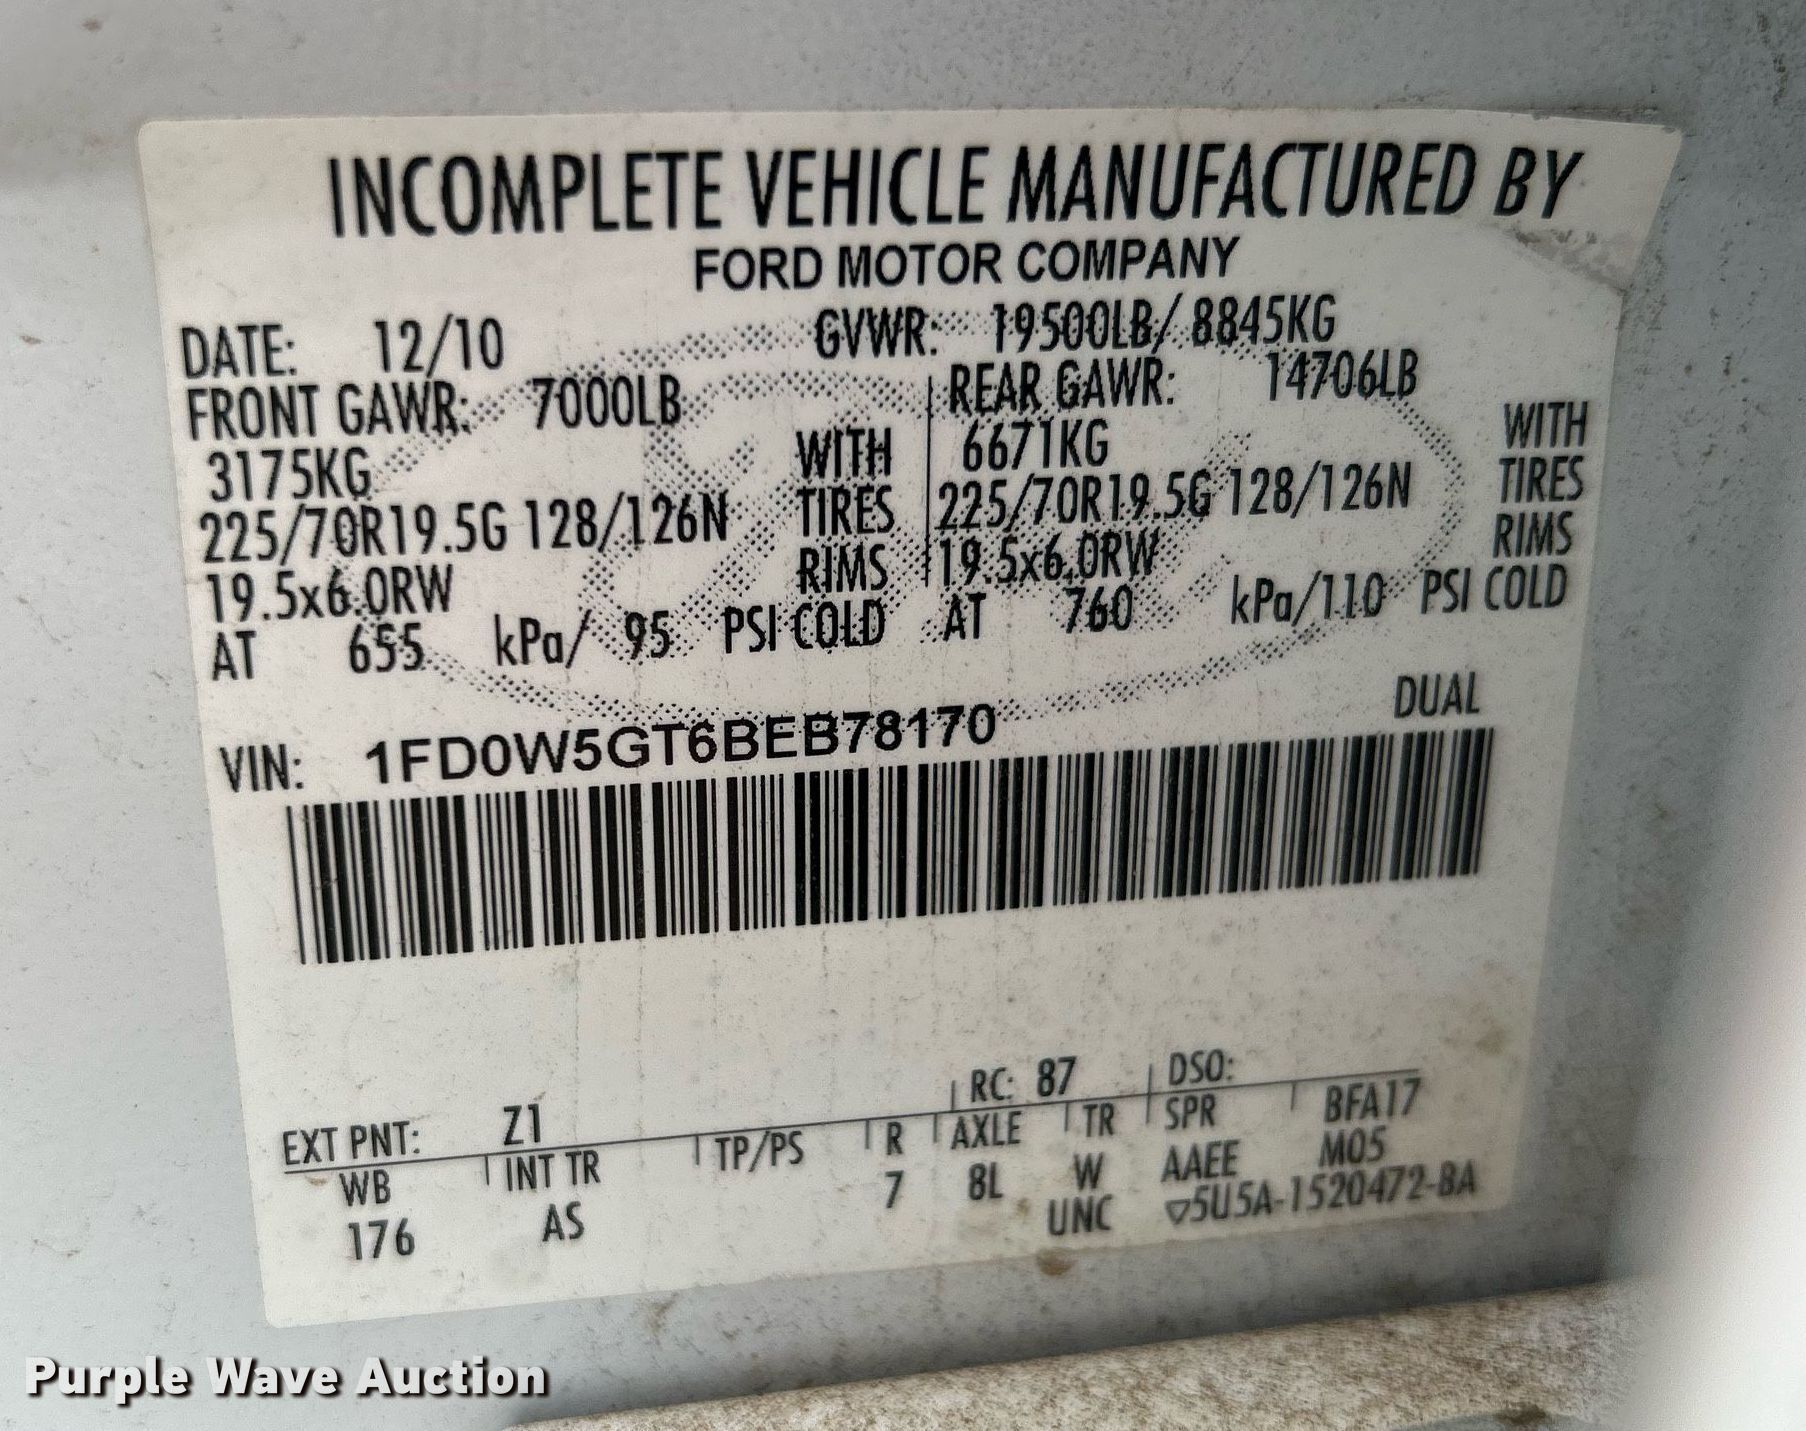 INCOMPLETE VEHICLE MANUFACTURED BY
FORD MOTOR COMPANY
DATE: 12/10 GVWR: 19500LB/ 8845KG
FRONT GAWR: 7000LB REAR GAWR: 14706LB
3175KG WITH 6671KG WITH
225/70R19.5G 128/126N TIRES 225/70R19.5G 128/126N TIRES
19.5x6.0RW RIMS 19.5x6.0RW RIMS
AT 655 kPa/ 95 PSI COLD AT 760 kPa/110 PSI COLD
DUAL
VIN: 1FD0W5GT6BEB78170
EXT PNT: Z1 RC: 87 DSO:
WB INT TR TP/PS R AXLE TR SPR BFA17
176 AS 7 8L W AAEE M05
UNC ▽5U5A-1520472-BA
Purple Wave Auction